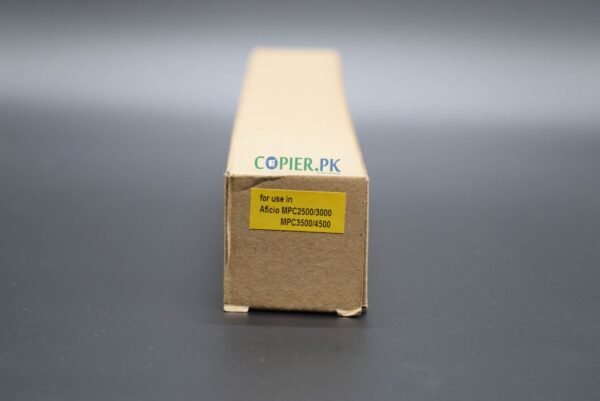 COPIER.PK
for use in
Aficio MPC2500/3000
MPC3500/4500